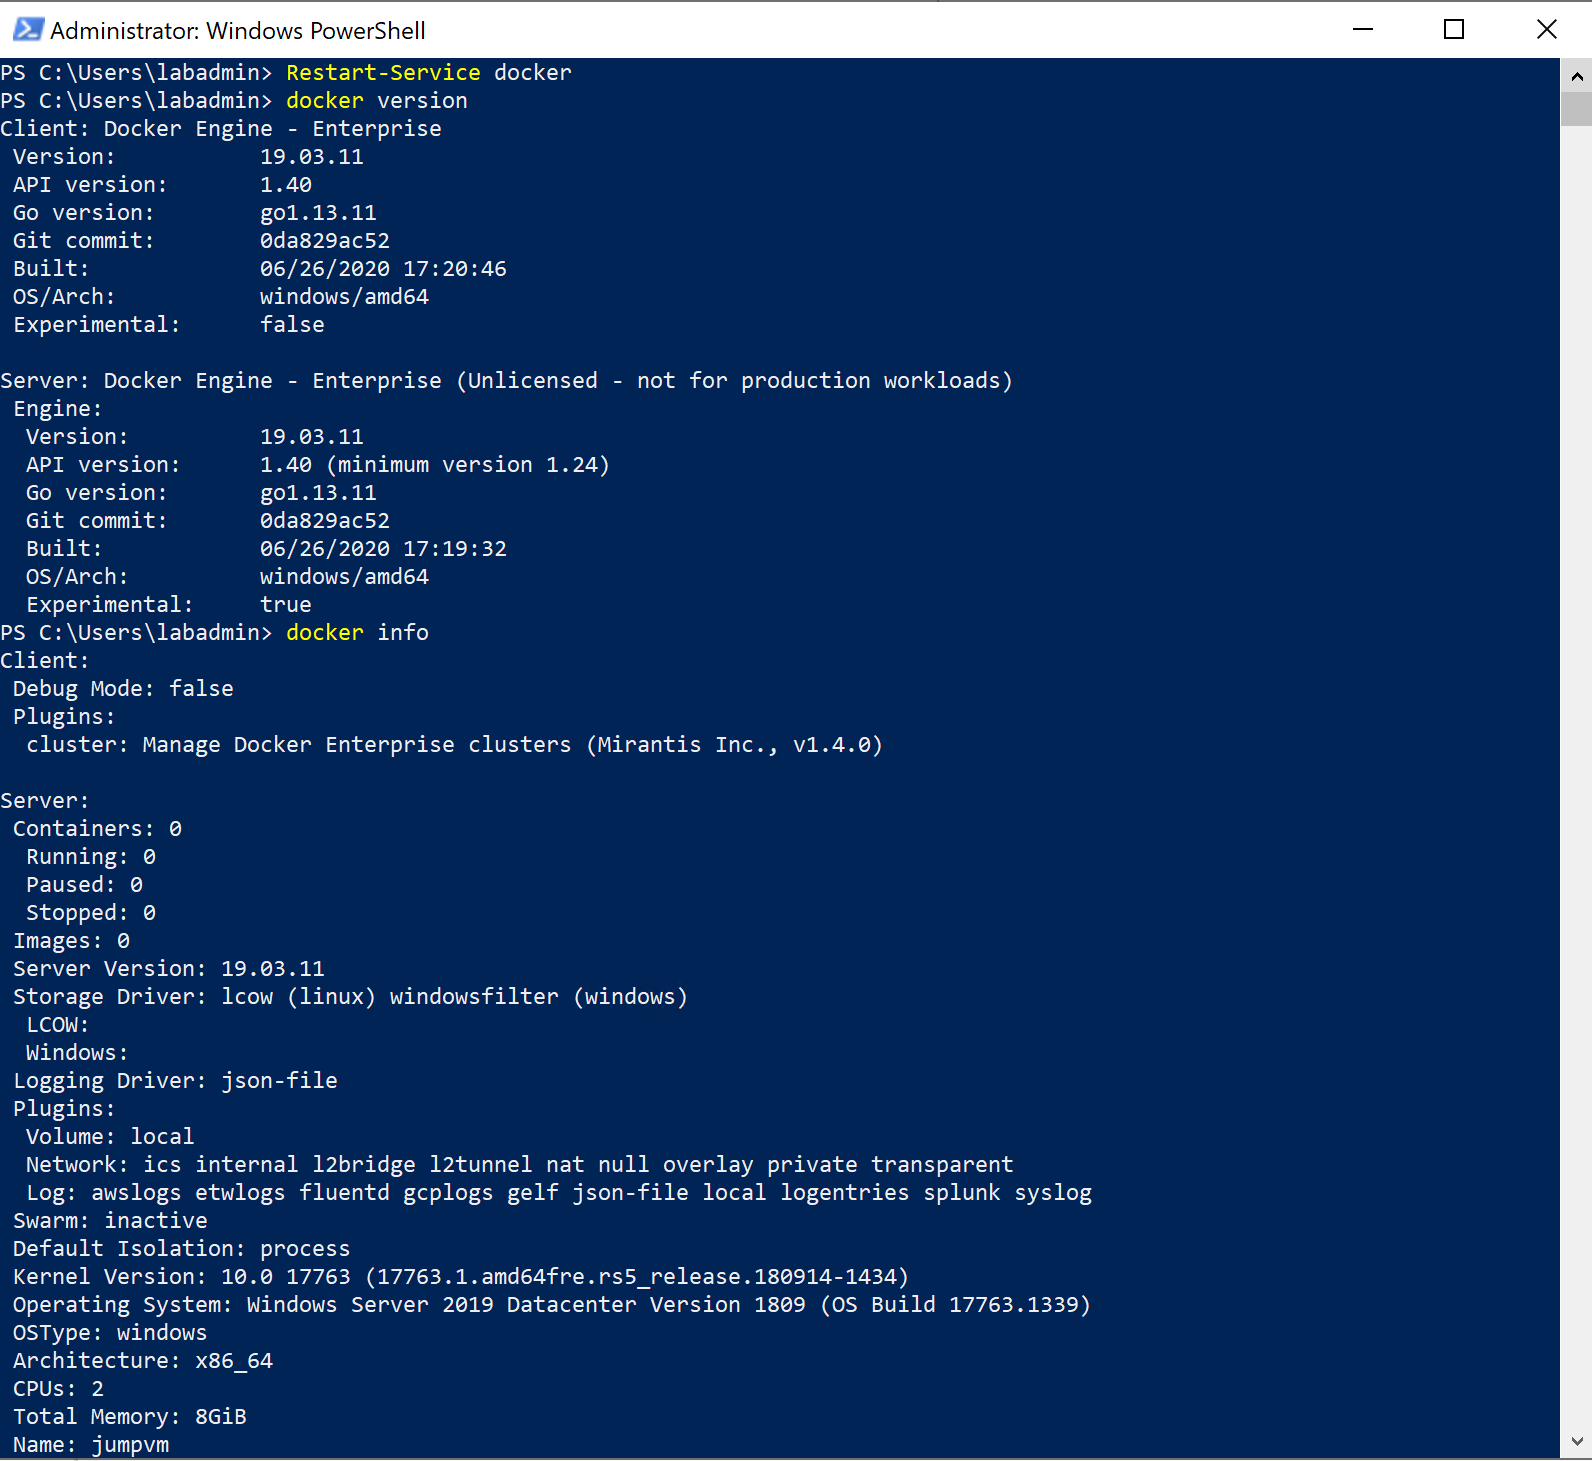 Administrator: Windows PowerShell
PS C:\Users\labadmin> Restart-Service docker
PS C:\Users\labadmin> docker version
Client: Docker Engine - Enterprise
 Version:           19.03.11
 API version:       1.40
 Go version:        go1.13.11
 Git commit:        0da829ac52
 Built:             06/26/2020 17:20:46
 OS/Arch:           windows/amd64
 Experimental:      false

Server: Docker Engine - Enterprise (Unlicensed - not for production workloads)
 Engine:
  Version:          19.03.11
  API version:      1.40 (minimum version 1.24)
  Go version:       go1.13.11
  Git commit:       0da829ac52
  Built:            06/26/2020 17:19:32
  OS/Arch:          windows/amd64
  Experimental:     true
PS C:\Users\labadmin> docker info
Client:
 Debug Mode: false
 Plugins:
  cluster: Manage Docker Enterprise clusters (Mirantis Inc., v1.4.0)

Server:
 Containers: 0
  Running: 0
  Paused: 0
  Stopped: 0
 Images: 0
 Server Version: 19.03.11
 Storage Driver: lcow (linux) windowsfilter (windows)
  LCOW:
  Windows:
 Logging Driver: json-file
 Plugins:
  Volume: local
  Network: ics internal l2bridge l2tunnel nat null overlay private transparent
  Log: awslogs etwlogs fluentd gcplogs gelf json-file local logentries splunk syslog
 Swarm: inactive
 Default Isolation: process
 Kernel Version: 10.0 17763 (17763.1.amd64fre.rs5_release.180914-1434)
 Operating System: Windows Server 2019 Datacenter Version 1809 (OS Build 17763.1339)
 OSType: windows
 Architecture: x86_64
 CPUs: 2
 Total Memory: 8GiB
 Name: jumpvm